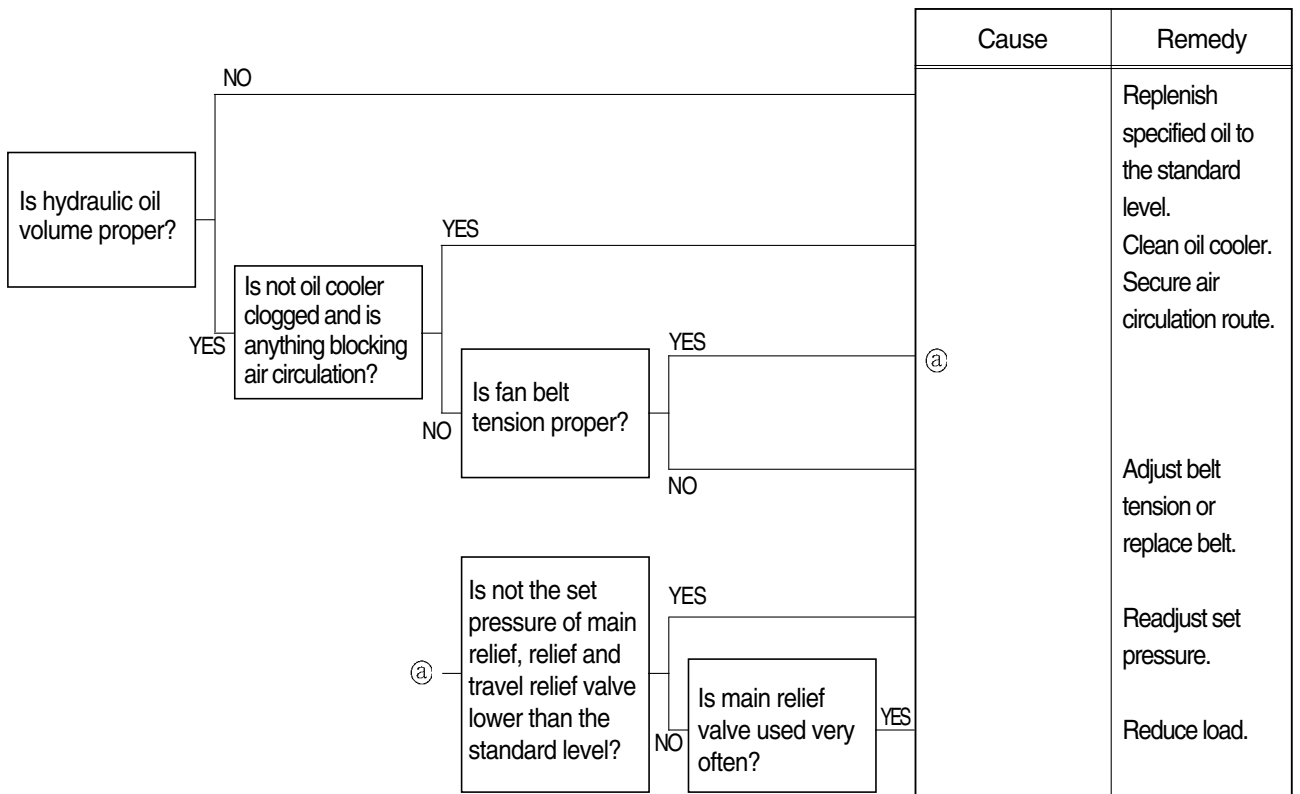 Cause
Remedy
NO
Replenish
specified oil to
the standard
level.
Is hydraulic oil
volume proper?
YES
Clean oil cooler.
Secure air
circulation route.
YES
Is not oil cooler
clogged and is
anything blocking
air circulation?
YES
ⓐ
NO
Is fan belt
tension proper?
NO
Adjust belt
tension or
replace belt.
ⓐ
Is not the set
pressure of main
relief, relief and
travel relief valve
lower than the
standard level?
YES
Readjust set
pressure.
NO
Is main relief
valve used very
often?
YES
Reduce load.